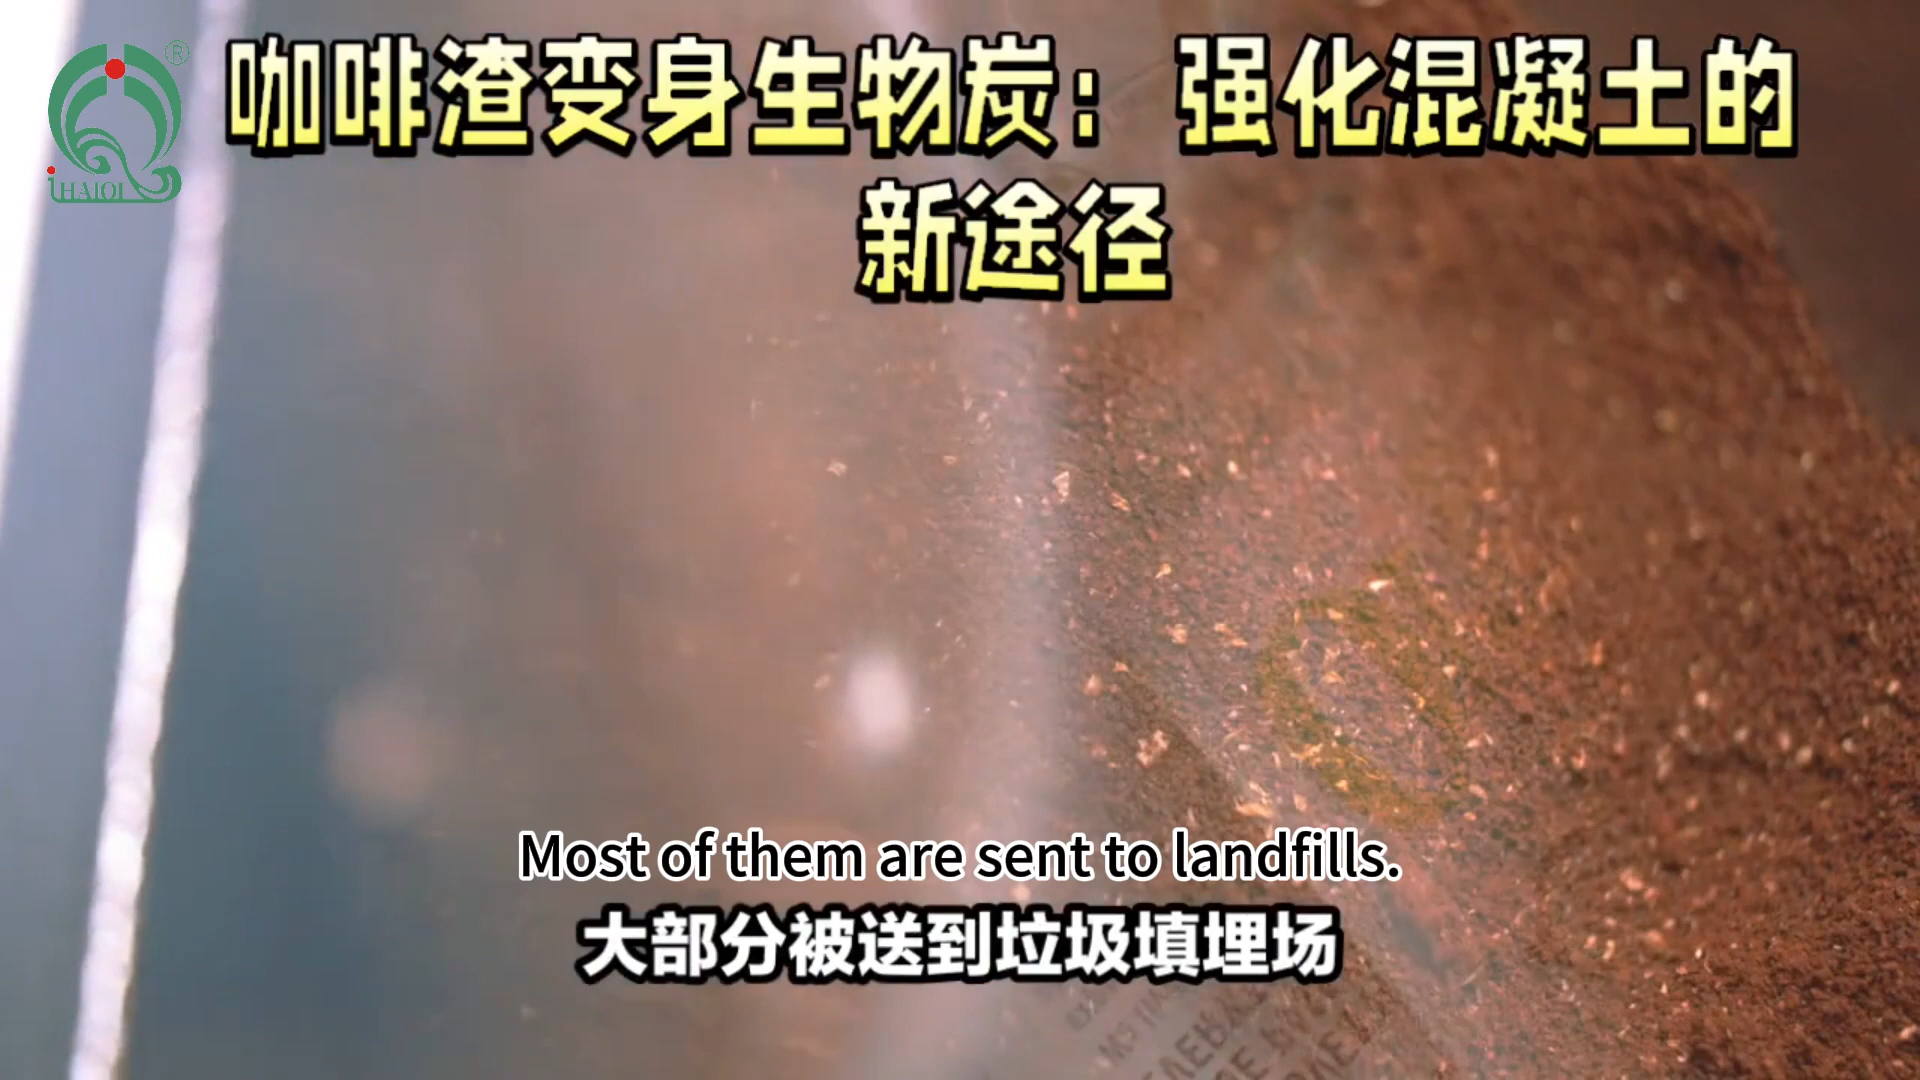 咖啡渣变身生物炭：强化混凝土的
新途径
®
iHAIQI
Most of them are sent to landfills.
大部分被送到垃圾填埋场